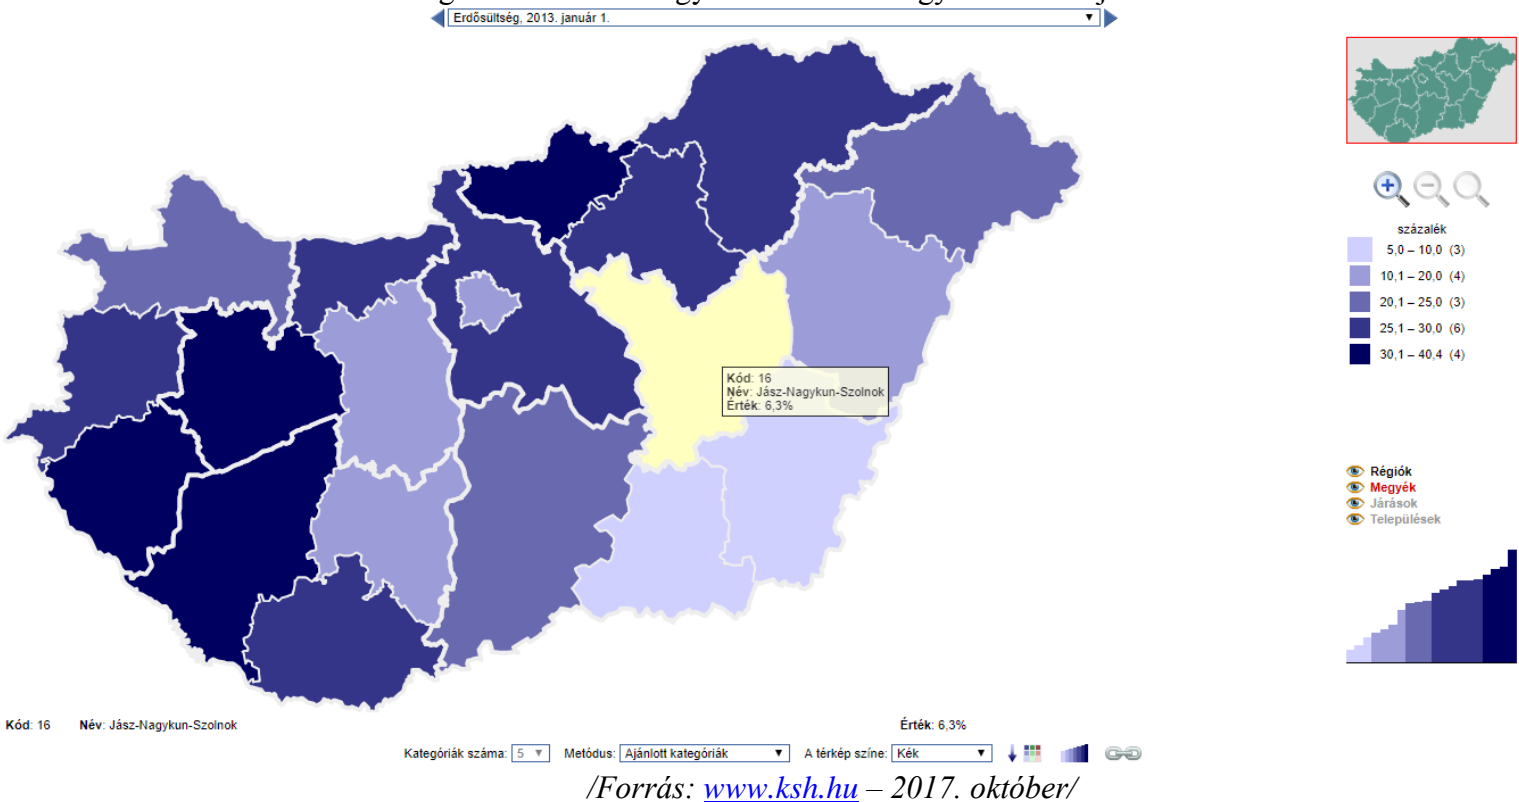 Erdősültség, 2013. január 1.
százalék
5,0 – 10,0 (3)
10,1 – 20,0 (4)
20,1 – 25,0 (3)
25,1 – 30,0 (6)
30,1 – 40,4 (4)
Kód: 16
Név: Jász-Nagykun-Szolnok
Érték: 6,3%
Régiók
Megyék
Járások
Települések
Kód: 16 Név: Jász-Nagykun-Szolnok Érték: 6,3%
Kategóriák száma: 5 Metódus: Ajánlott kategóriák A térkép színe: Kék
/Forrás: www.ksh.hu – 2017. október/